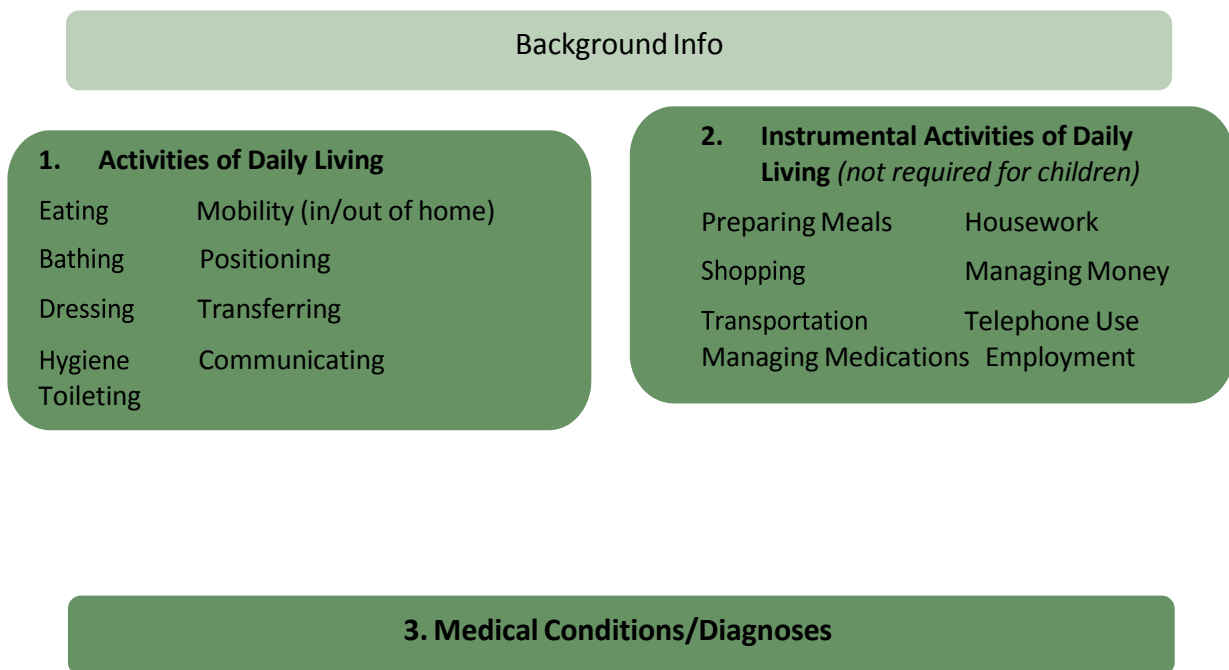 Background Info
1. Activities of Daily Living
Eating Mobility (in/out of home)
Bathing Positioning
Dressing Transferring
Hygiene Communicating
Toileting
2. Instrumental Activities of Daily
Living (not required for children)
Preparing Meals Housework
Shopping Managing Money
Transportation Telephone Use
Managing Medications Employment
3. Medical Conditions/Diagnoses